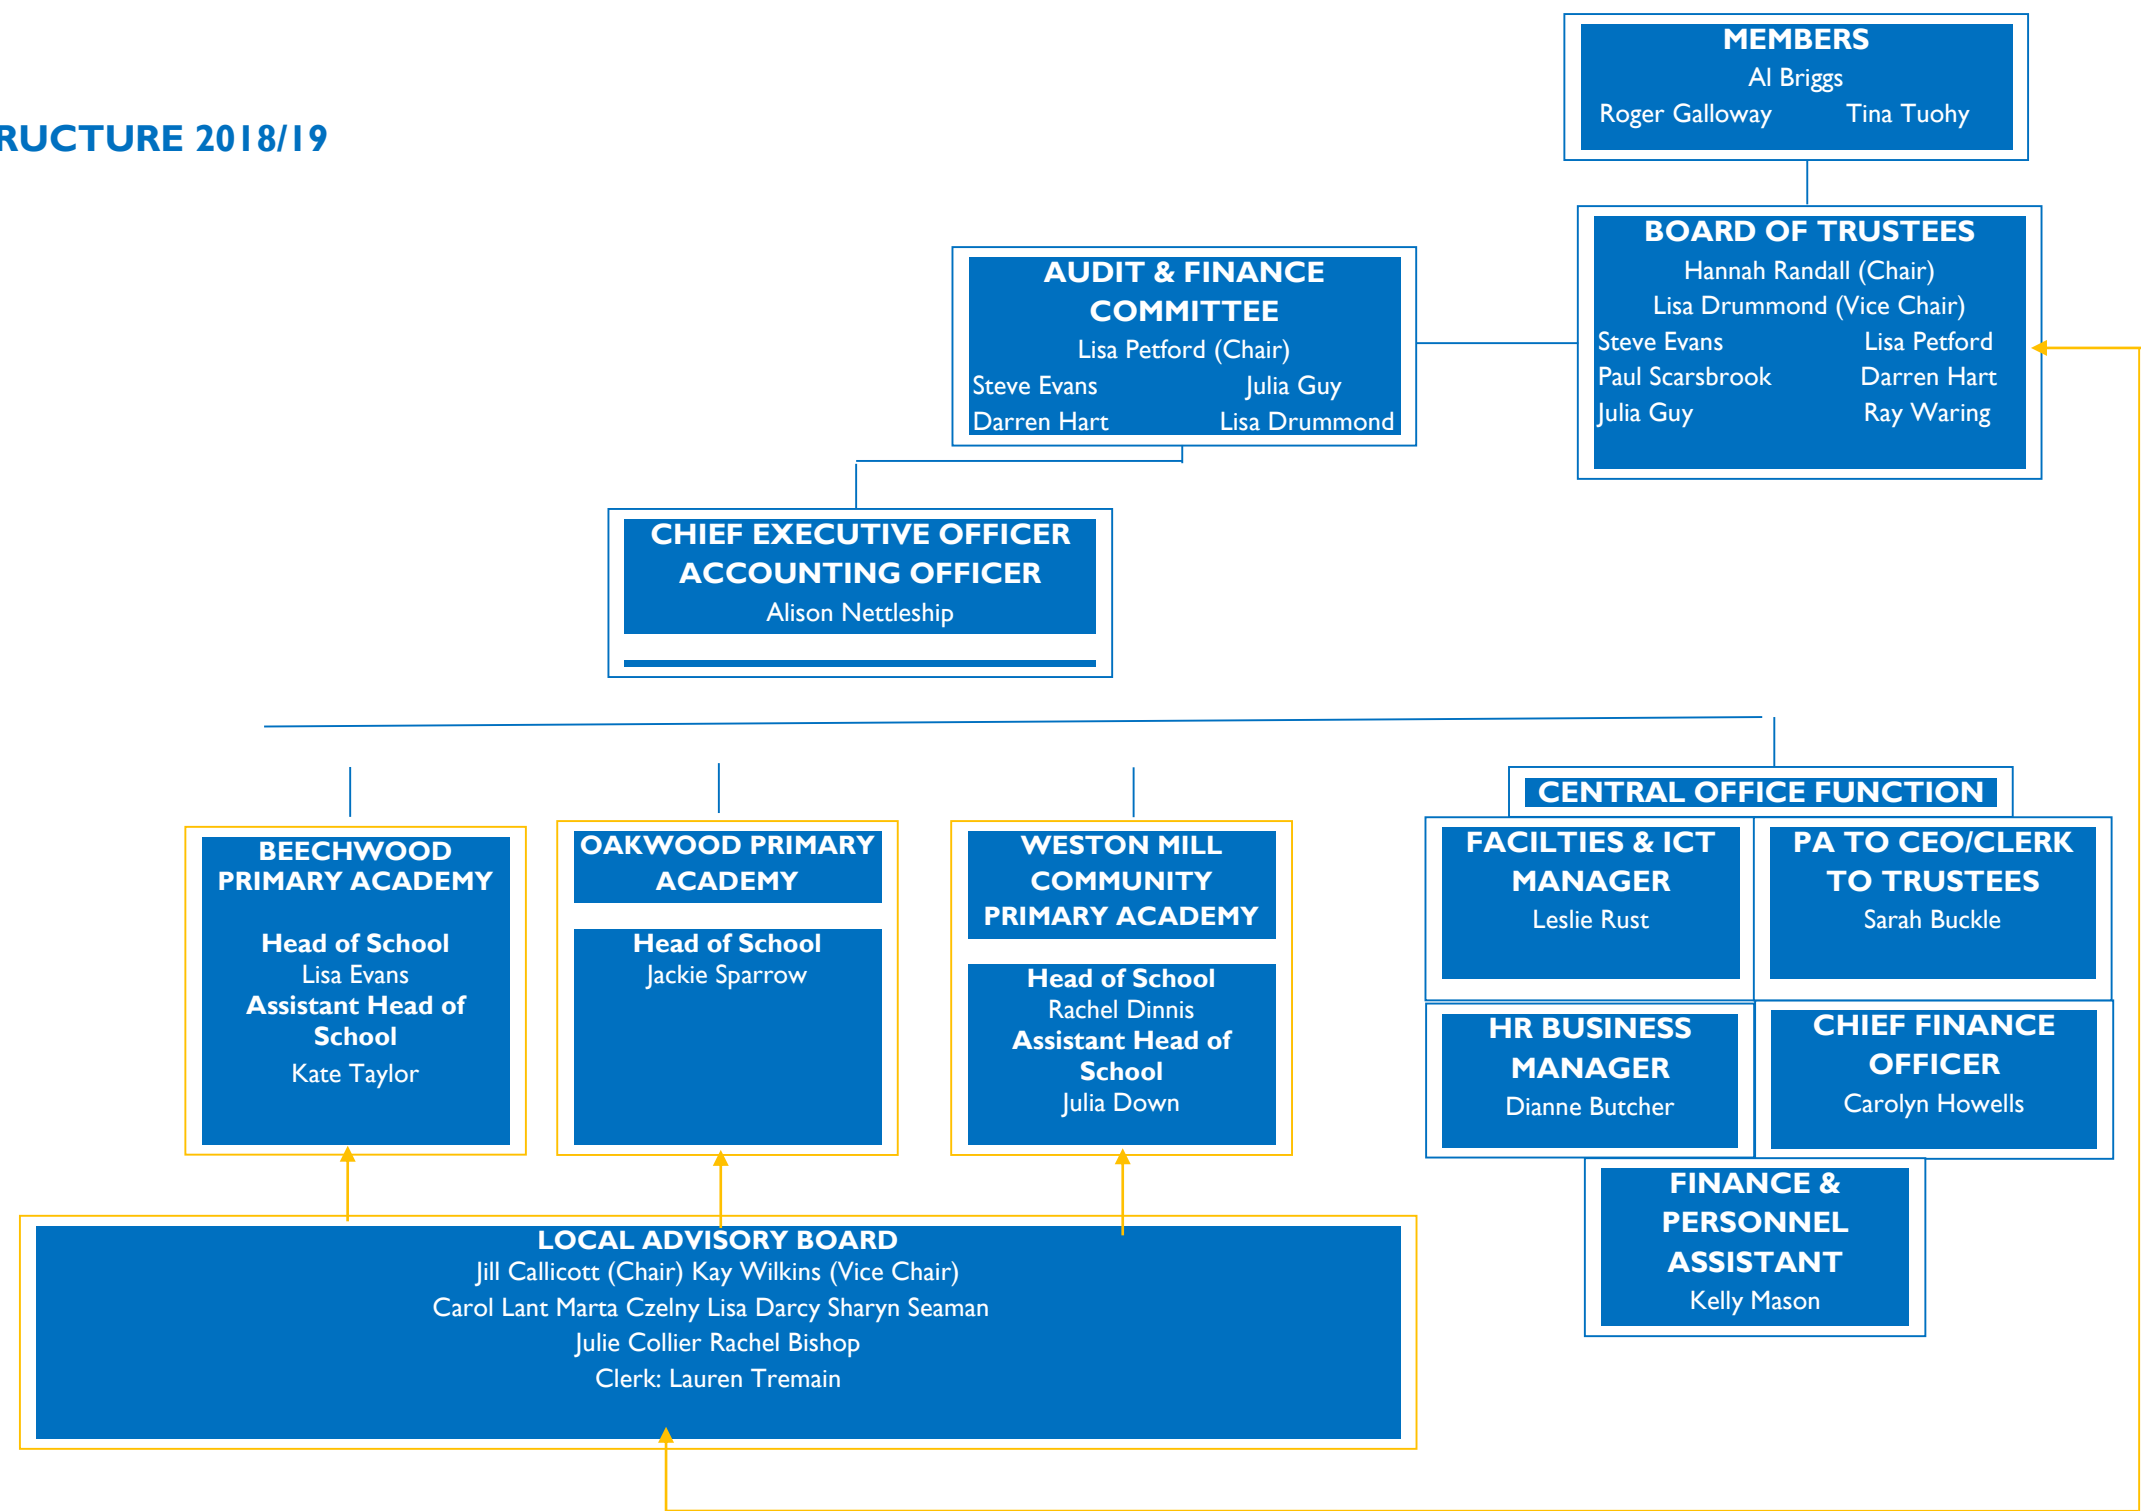 RUCTURE 2018/19
MEMBERS
Al Briggs
Roger Galloway Tina Tuohy
BOARD OF TRUSTEES
Hannah Randall (Chair)
Lisa Drummond (Vice Chair)
Steve Evans Lisa Petford
Paul Scarsbrook Darren Hart
Julia Guy Ray Waring
AUDIT & FINANCE
COMMITTEE
Lisa Petford (Chair)
Steve Evans Julia Guy
Darren Hart Lisa Drummond
CHIEF EXECUTIVE OFFICER
ACCOUNTING OFFICER
Alison Nettleship
BEECHWOOD
PRIMARY ACADEMY
Head of School
Lisa Evans
Assistant Head of
School
Kate Taylor
OAKWOOD PRIMARY
ACADEMY
Head of School
Jackie Sparrow
WESTON MILL
COMMUNITY
PRIMARY ACADEMY
Head of School
Rachel Dinnis
Assistant Head of
School
Julia Down
CENTRAL OFFICE FUNCTION
FACILTIES & ICT
MANAGER
Leslie Rust
PA TO CEO/CLERK
TO TRUSTEES
Sarah Buckle
HR BUSINESS
MANAGER
Dianne Butcher
CHIEF FINANCE
OFFICER
Carolyn Howells
FINANCE &
PERSONNEL
ASSISTANT
Kelly Mason
LOCAL ADVISORY BOARD
Jill Callicott (Chair) Kay Wilkins (Vice Chair)
Carol Lant Marta Czelny Lisa Darcy Sharyn Seaman
Julie Collier Rachel Bishop
Clerk: Lauren Tremain